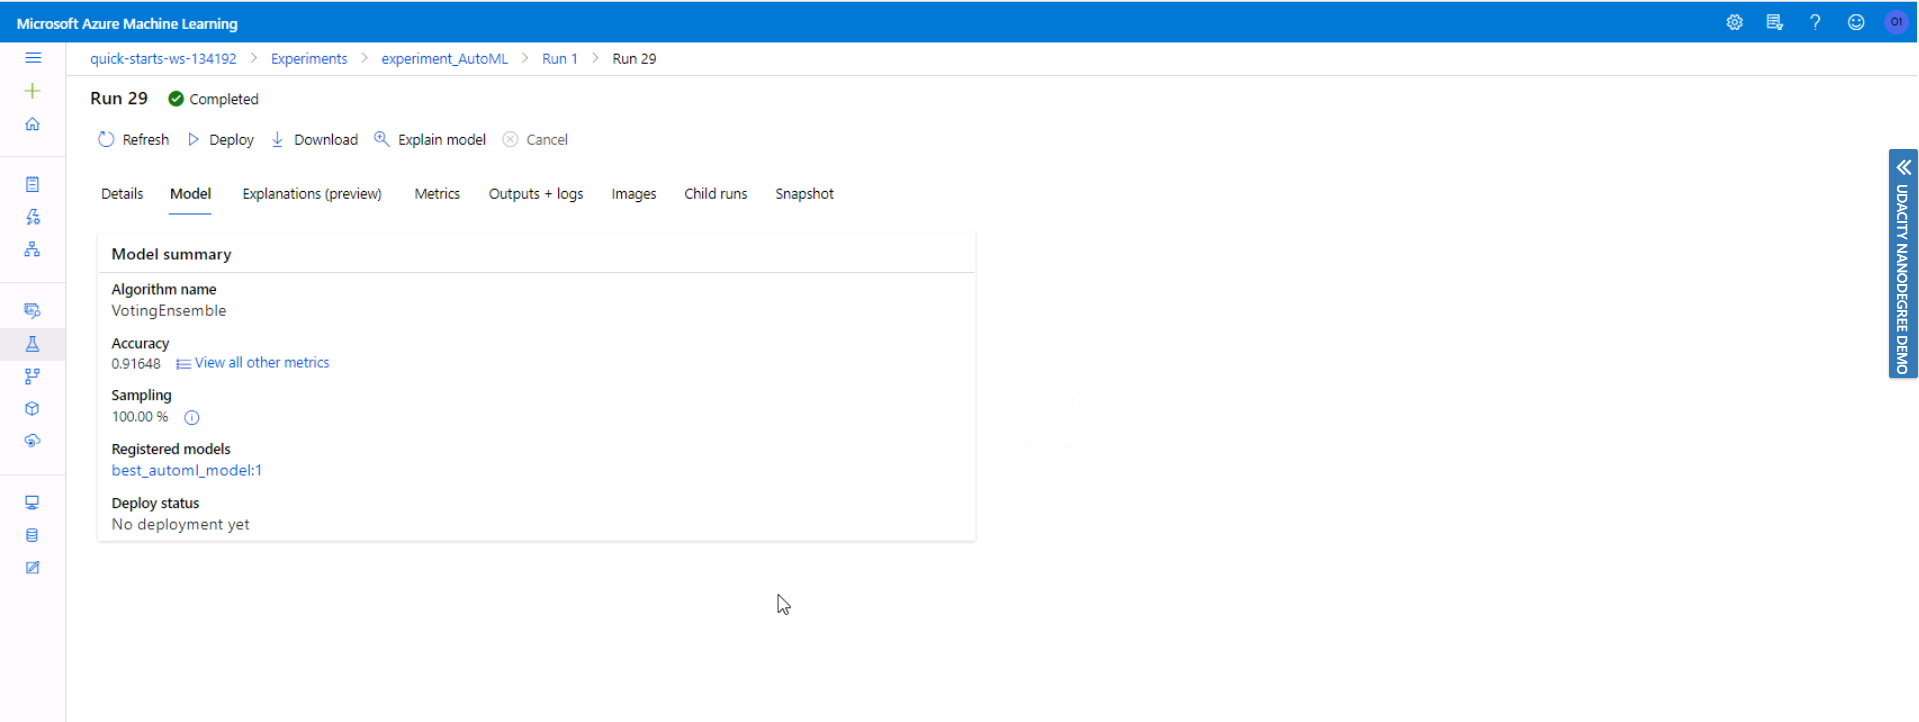 Microsoft Azure Machine Learning
01
quick-starts-ws-134192 > Experiments > experiment_AutoML > Run 1 > Run 29
Run 29 Completed
Refresh Deploy Download Explain model Cancel
Details Model Explanations (preview) Metrics Outputs + logs Images Child runs Snapshot
Model summary
Algorithm name
VotingEnsemble
Accuracy
0.91648 View all other metrics
Sampling
100.00 %
Registered models
best_automl_model:1
Deploy status
No deployment yet
UDACITY NANODEGREE DEMO